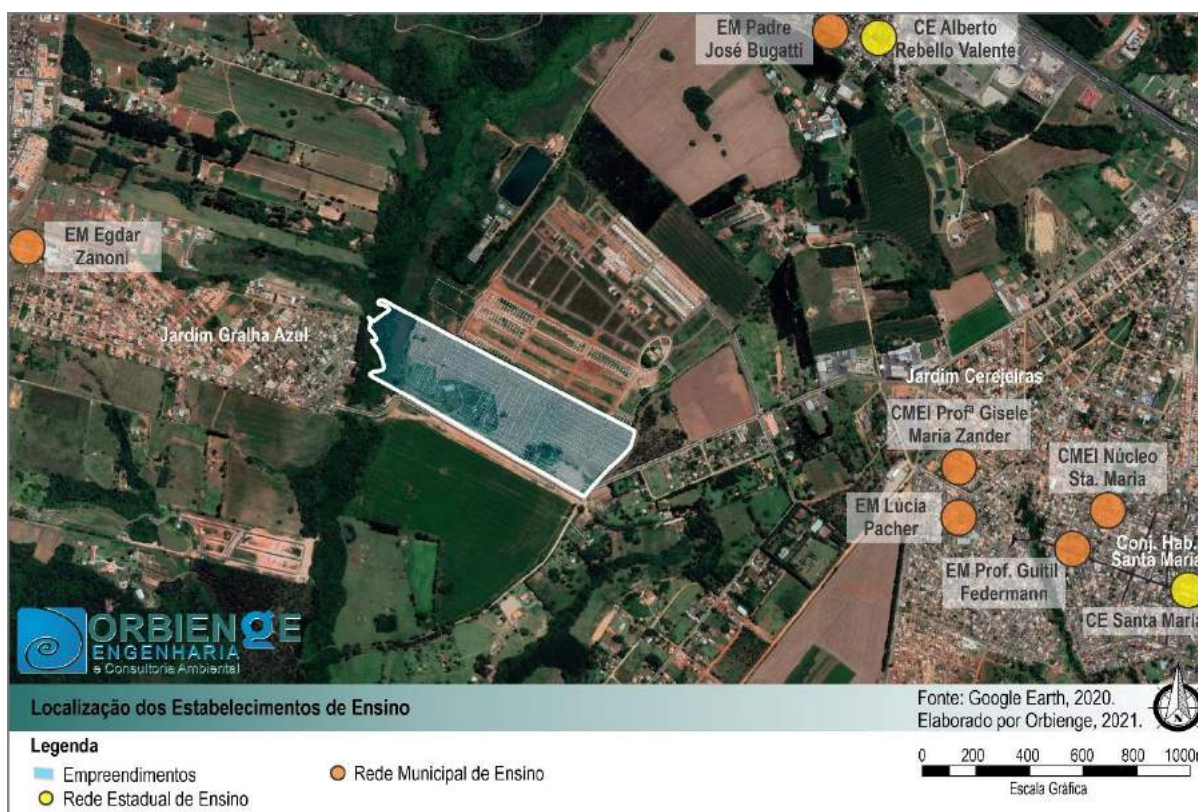 EM Padre
José Bugatti
CE Alberto
Rebello Valente
EM Egdar
Zanoni
Jardim Gralha Azul
Jardim Cerejeiras
CMEI Profª Gisele
Maria Zander
CMEI Núcleo
Sta. Maria
EM Lúcia
Pacher
Conj. Hab.
Santa Maria
EM Prof. Guitil
Federmann
CE Santa Maria
ORBIENGE
ENGENHARIA
e Consultoria Ambiental
Localização dos Estabelecimentos de Ensino
Fonte: Google Earth, 2020.
Elaborado por Orbienge, 2021.
Legenda
Empreendimentos
Rede Municipal de Ensino
Rede Estadual de Ensino
0 200 400 600 800 1000m
Escala Gráfica